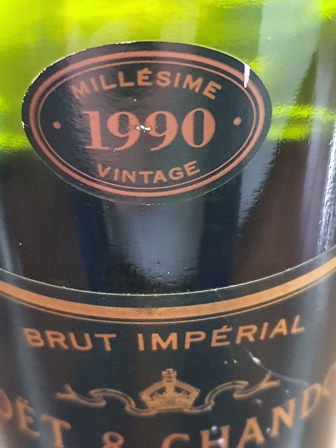 MILLÉSIME
· 1990 ·
VINTAGE
BRUT IMPÉRIAL
OËT & CHANDO